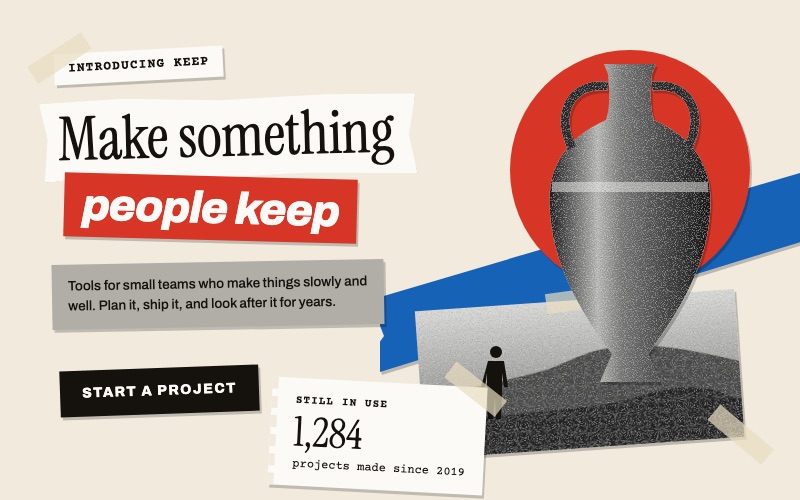 INTRODUCING KEEP
Make something
people keep
Tools for small teams who make things slowly and
well. Plan it, ship it, and look after it for years.
START A PROJECT
STILL IN USE
1,284
projects made since 2019